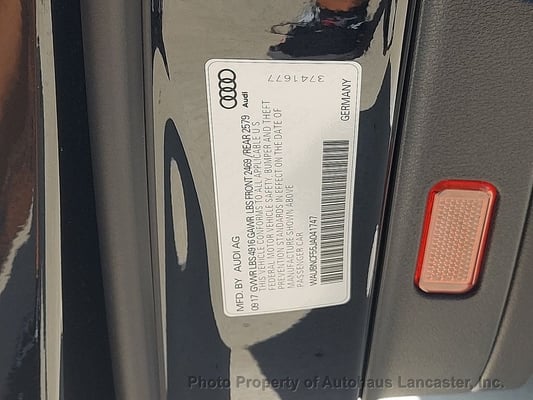 Audi
3741677
MFD. BY AUDI AG
09.17 GVWR LBS 4916 GAWR LBS FRONT 2469 /REAR 2579
THIS VEHICLE CONFORMS TO ALL APPLICABLE U.S.
FEDERAL MOTOR VEHICLE SAFETY, BUMPER AND THEFT
PREVENTION STANDARDS IN EFFECT ON THE DATE OF
MANUFACTURE SHOWN ABOVE
PASSENGER CAR
WAUBNCF55JA041747
GERMANY
Photo Property of Autohaus Lancaster, Inc.